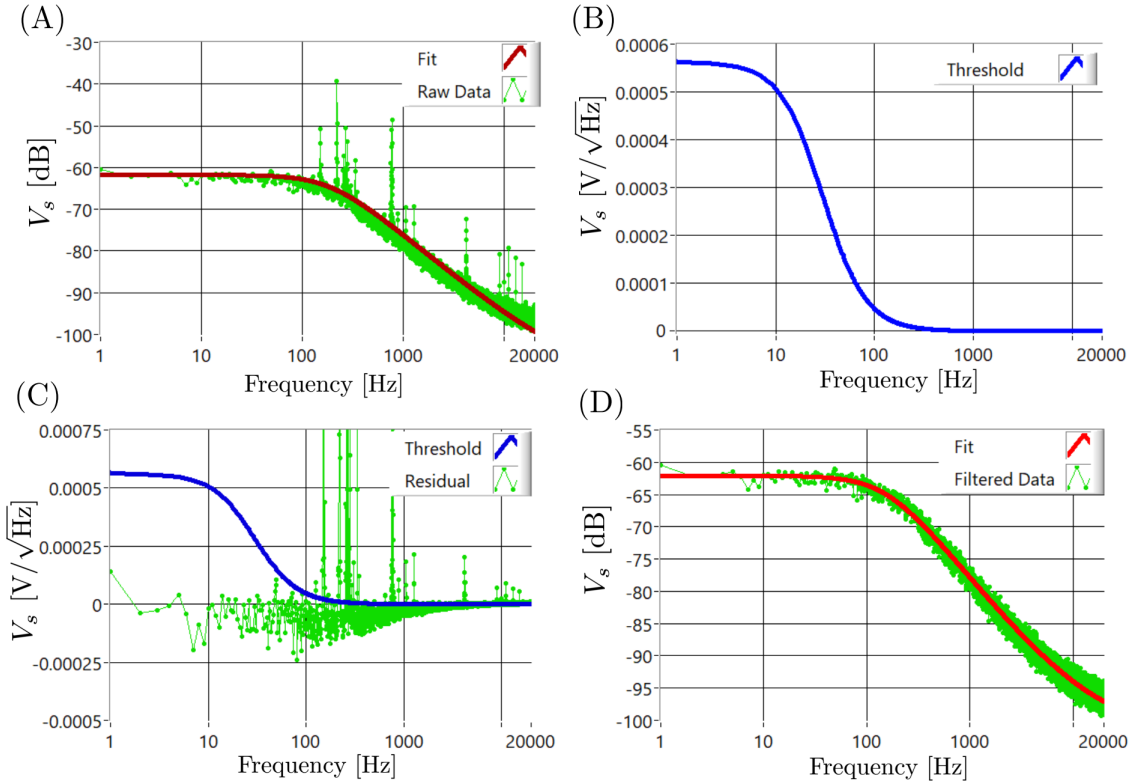 (A)
Fit
Raw Data
V_s [dB]
-30
-40
-50
-60
-70
-80
-90
-100
1
10
100
1000
20000
Frequency [Hz]
(B)
Threshold
V_s [V/√Hz]
0.0006
0.0005
0.0004
0.0003
0.0002
0.0001
0
1
10
100
1000
20000
Frequency [Hz]
(C)
Threshold
Residual
V_s [V/√Hz]
0.00075
0.0005
0.00025
0
-0.00025
-0.0005
1
10
100
1000
20000
Frequency [Hz]
(D)
Fit
Filtered Data
V_s [dB]
-55
-60
-65
-70
-75
-80
-85
-90
-95
-100
1
10
100
1000
20000
Frequency [Hz]